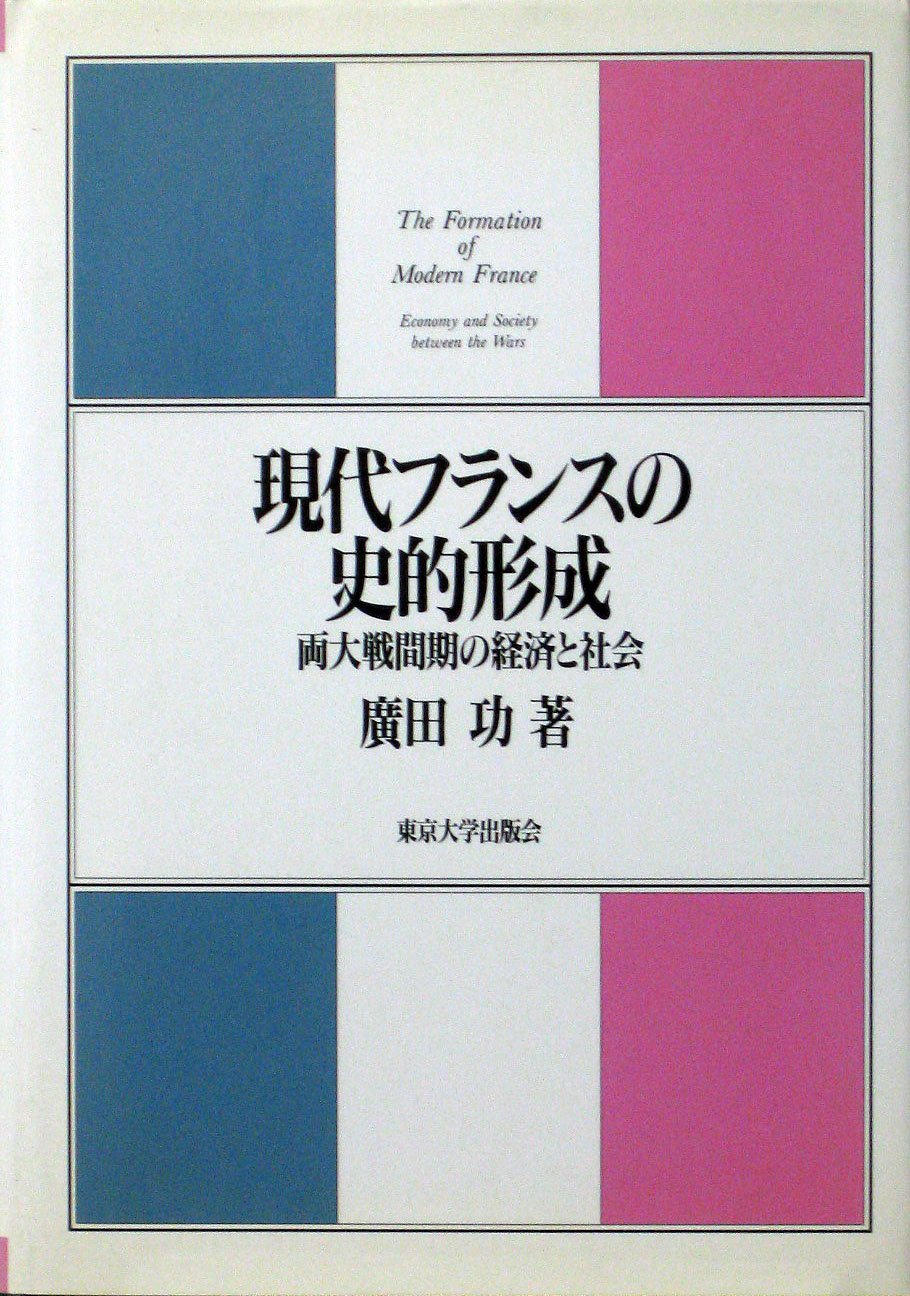 The Formation
of
Modern France
Economy and Society
between the Wars
現代フランスの
史的形成
両大戦間期の経済と社会
廣田 功 著
東京大学出版会